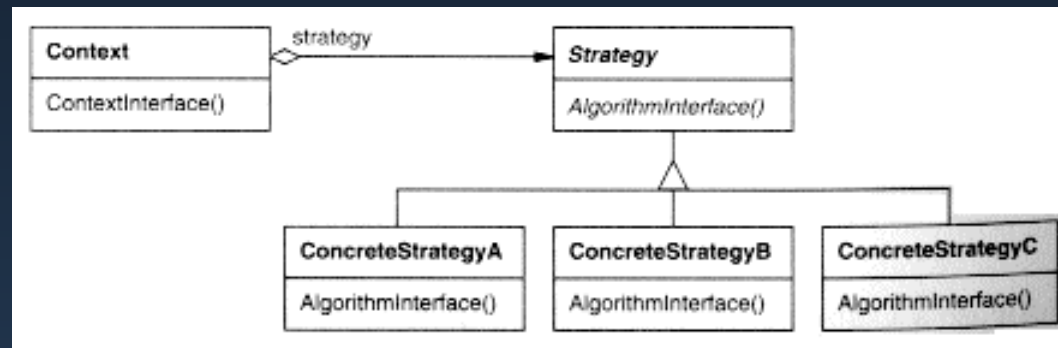 Context
ContextInterface()
strategy
Strategy
AlgorithmInterface()
ConcreteStrategyA
AlgorithmInterface()
ConcreteStrategyB
AlgorithmInterface()
ConcreteStrategyC
AlgorithmInterface()